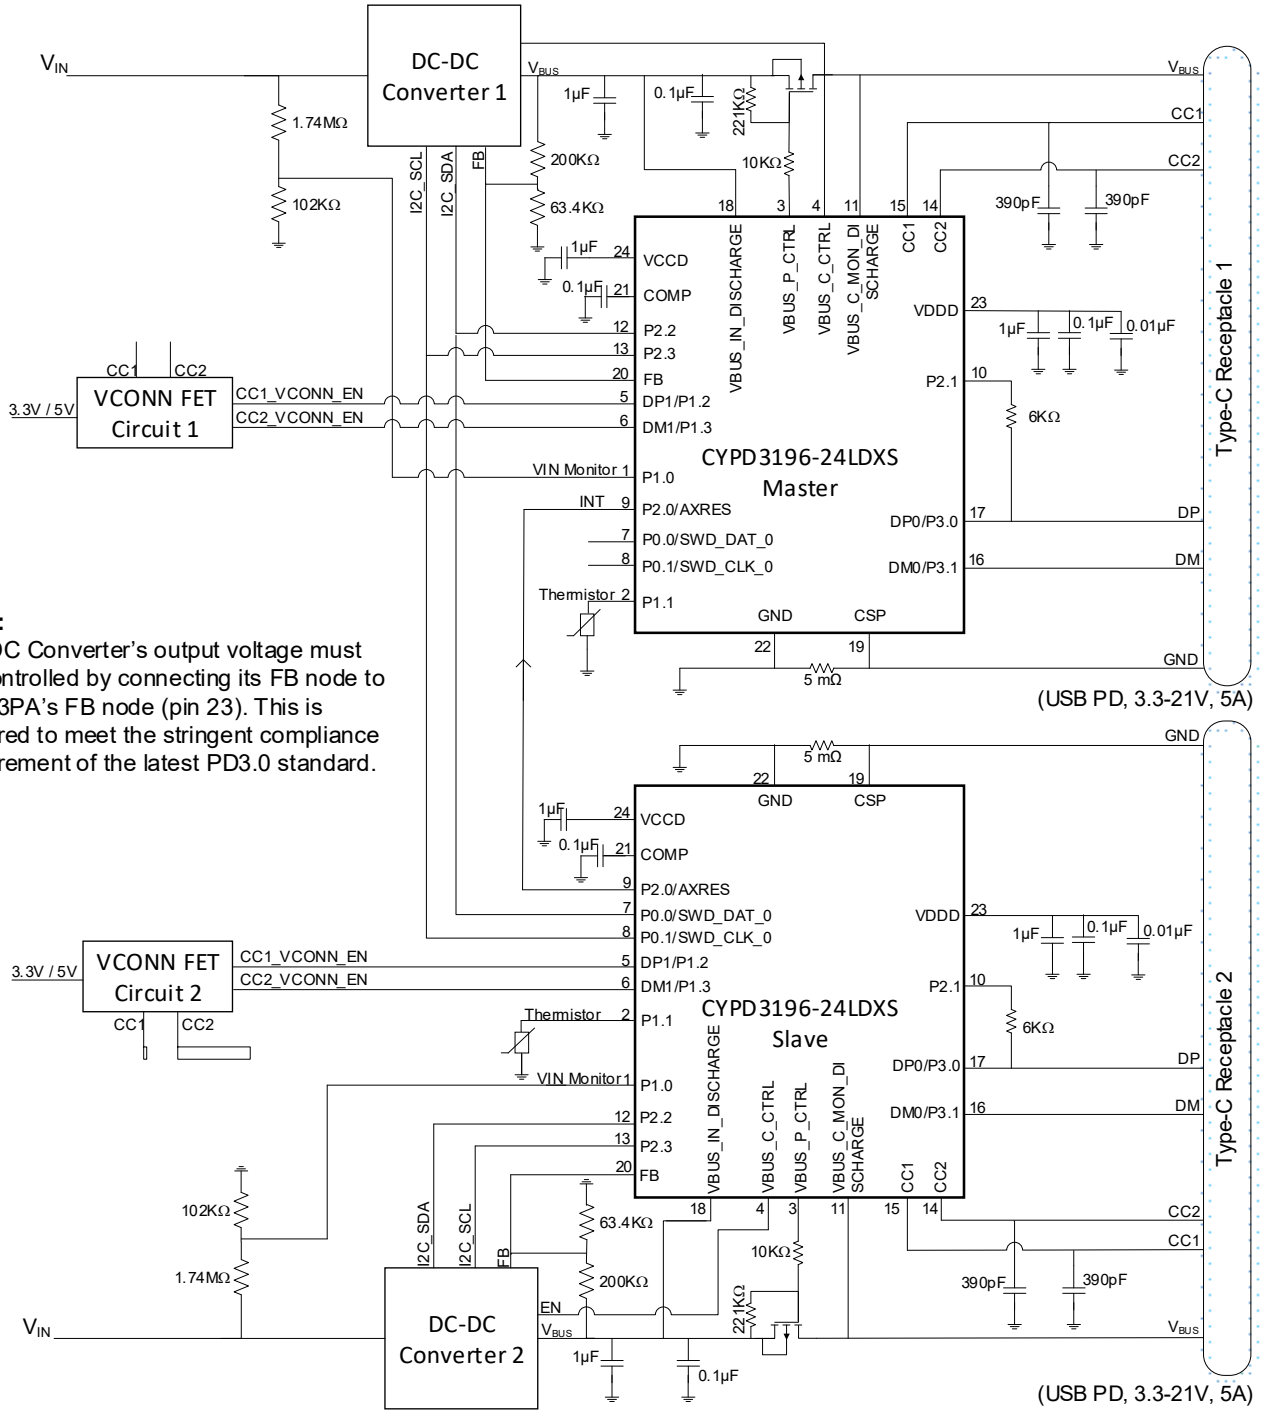 DC-DC
Converter 1
VIN
VBUS
1µF
0.1µF
221KΩ
VBUS
1.74MΩ
CC1
I2C_SCL
I2C_SDA
FB
200KΩ
10KΩ
CC2
102KΩ
63.4KΩ
390pF
390pF
18
3
4
11
15
14
VBUS_IN_DISCHARGE
VBUS_P_CTRL
VBUS_C_CTRL
VBUS_C_MON_DI
SCHARGE
CC1
CC2
1µF
24
VCCD
0.1µF
21
COMP
12
P2.2
13
P2.3
20
FB
VDDD
23
1µF
0.1µF
0.01µF
CC1
CC2
VCONN FET
Circuit 1
3.3V / 5V
CC1_VCONN_EN
5
DP1/P1.2
CC2_VCONN_EN
6
DM1/P1.3
P2.1
10
6KΩ
CYPD3196-24LDXS
Master
VIN Monitor
1
P1.0
INT
9
P2.0/AXRES
7
P0.0/SWD_DAT_0
8
P0.1/SWD_CLK_0
DP0/P3.0
17
DP
DM0/P3.1
16
DM
Thermistor
2
P1.1
GND
CSP
22
19
5 mΩ
GND
Type-C Receptacle 1
(USB PD, 3.3-21V, 5A)
:
DC Converter's output voltage must
ntrolled by connecting its FB node to
3PA's FB node (pin 23). This is
red to meet the stringent compliance
rement of the latest PD3.0 standard.
GND
5 mΩ
22
19
GND
CSP
1µF
24
VCCD
0.1µF
21
COMP
9
P2.0/AXRES
7
P0.0/SWD_DAT_0
8
P0.1/SWD_CLK_0
VDDD
23
1µF
0.1µF
0.01µF
VCONN FET
Circuit 2
3.3V / 5V
CC1_VCONN_EN
5
DP1/P1.2
CC2_VCONN_EN
6
DM1/P1.3
CC1
CC2
P2.1
10
6KΩ
CYPD3196-24LDXS
Slave
Thermistor
2
P1.1
VIN Monitor
1
P1.0
12
P2.2
13
P2.3
20
FB
DP0/P3.0
17
DP
DM0/P3.1
16
DM
VBUS_IN_DISCHARGE
VBUS_C_CTRL
VBUS_P_CTRL
VBUS_C_MON_DI
SCHARGE
CC1
CC2
18
4
3
11
15
14
Type-C Receptacle 2
102KΩ
1.74MΩ
I2C_SDA
I2C_SCL
FB
63.4KΩ
200KΩ
10KΩ
221KΩ
CC2
CC1
390pF
390pF
EN
VIN
DC-DC
Converter 2
VBUS
1µF
0.1µF
VBUS
(USB PD, 3.3-21V, 5A)